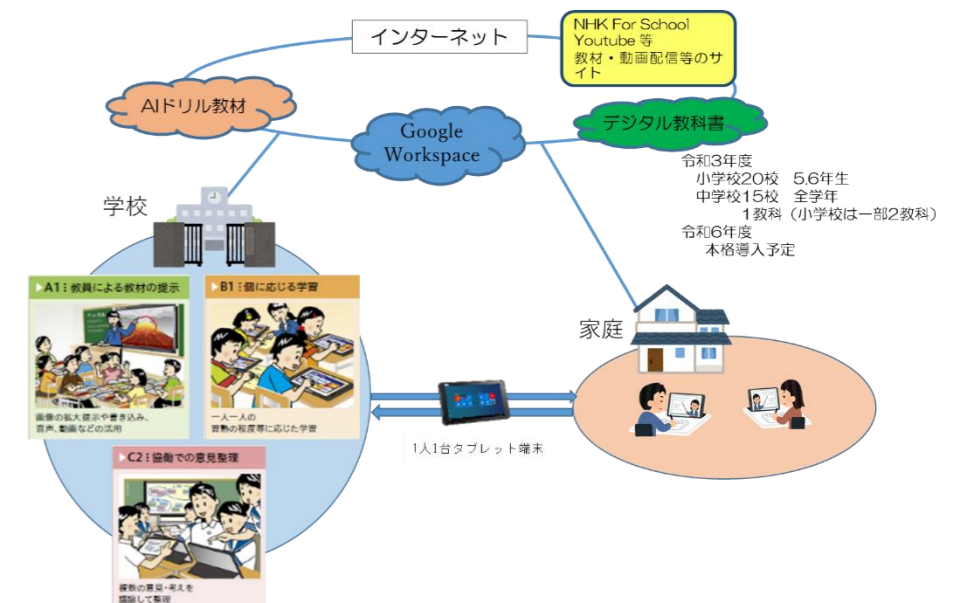 インターネット
NHK For School
Youtube 等
教材・動画配信等のサ
イト
AIドリル教材
Google
Workspace
デジタル教科書
令和3年度
小学校20校 5.6年生
中学校15校 全学年
1教科（小学校は一部2教科）
令和6年度
本格導入予定
学校
▶A1：教員による教材の提示
画像の拡大提示や書き込み、
音声、動画などの活用
▶B1：個に応じる学習
一人一人の
習熟の程度等に応じた学習
▶C2：協働での意見整理
複数の意見・考えを
議論して整理
1人1台タブレット端末
家庭